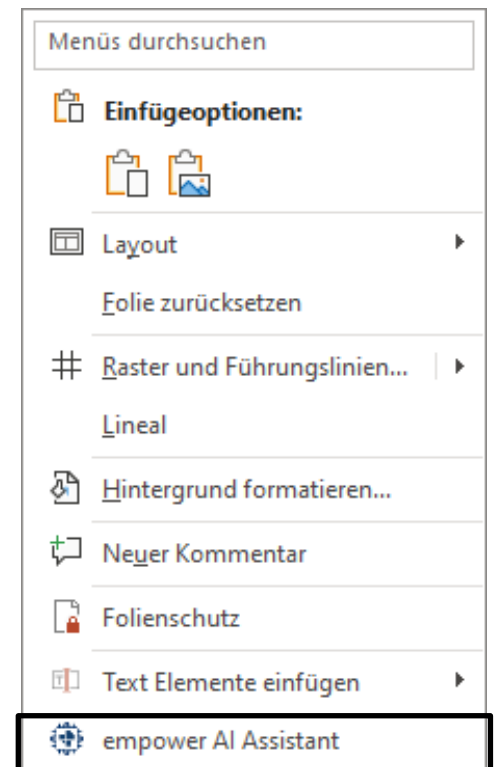 Menüs durchsuchen
Einfügeoptionen:
Layout
Folie zurücksetzen
Raster und Führungslinien...
Lineal
Hintergrund formatieren...
Neuer Kommentar
Folienschutz
Text Elemente einfügen
empower AI Assistant